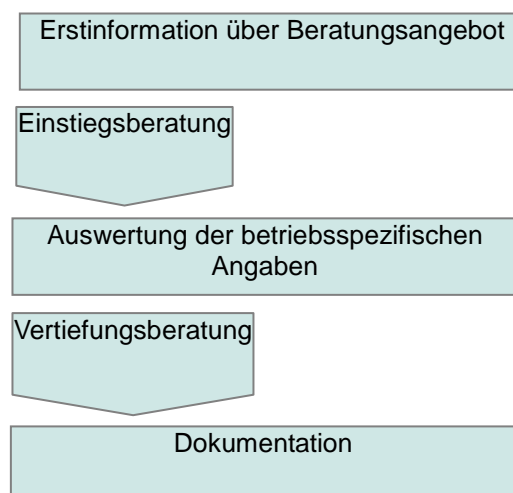 Erstinformation über Beratungsangebot
Einstiegsberatung
Auswertung der betriebsspezifischen
Angaben
Vertiefungsberatung
Dokumentation